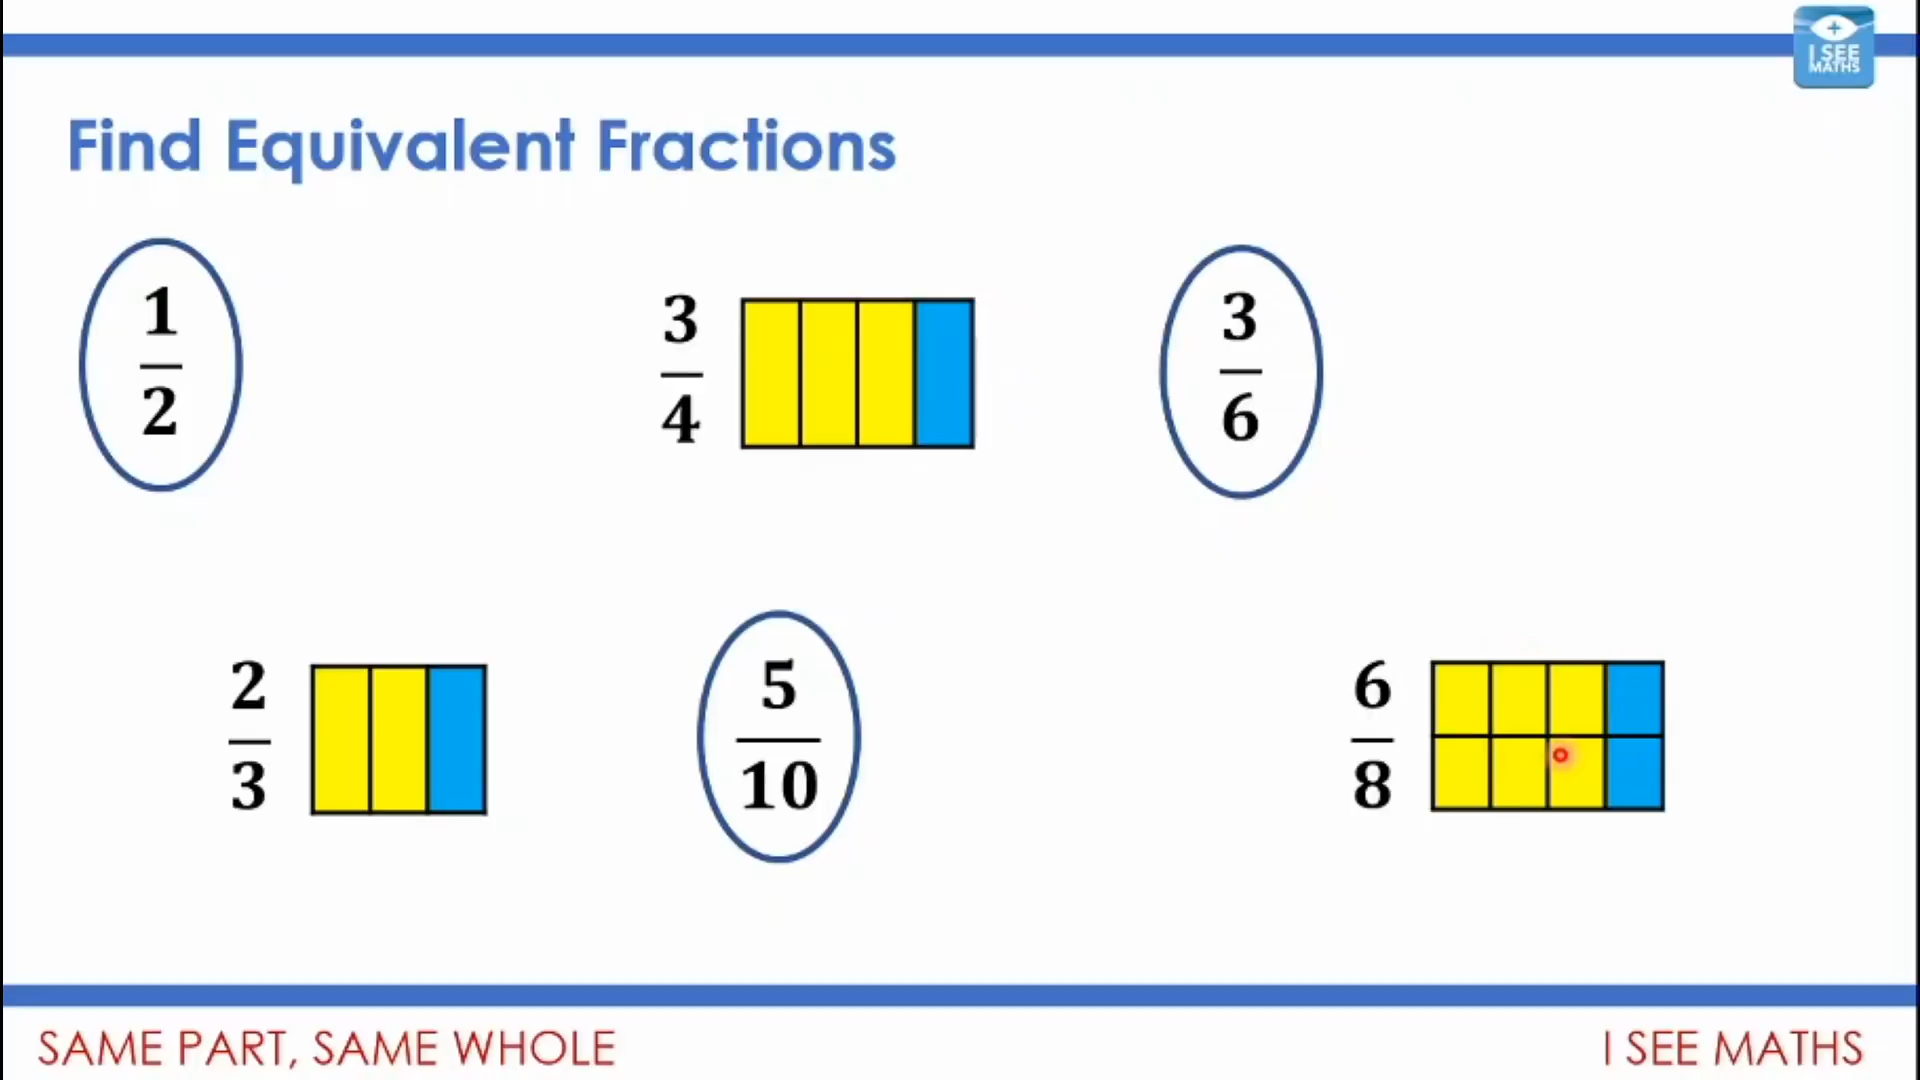 I SEE
MATHS
Find Equivalent Fractions
1
2
3
4
3
6
2
3
5
10
6
8
SAME PART, SAME WHOLE
I SEE MATHS